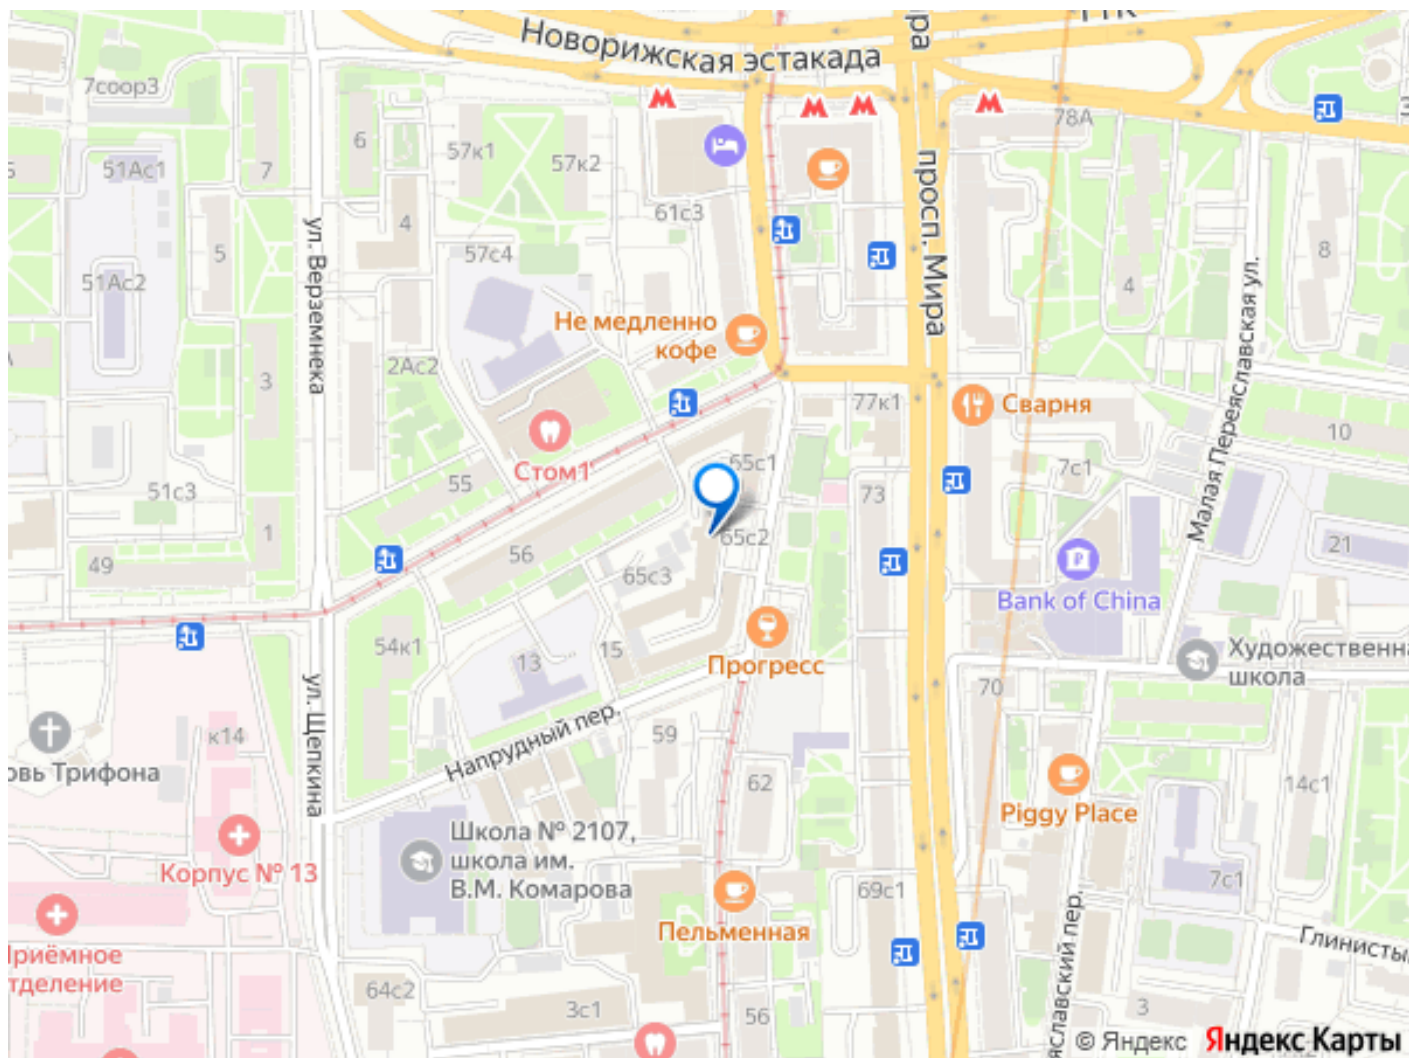 Новорижская эстакада
7соор3
78А
6
57к1
57к2
51Ас1
7
просп. Мира
61с3
4
5
57с4
8
51Ас2
ул. Верземнека
4
Малая Переяславская ул.
Не медленно
кофе
2Ас2
3
77к1
Сварня
10
Стом1
65с1
7с1
55
51с3
73
1
65с2
21
56
49
65с3
Bank of China
54к1
13
15
Прогресс
Художественна
школа
ул. Щепкина
70
Напрудный пер.
59
к14
овь Трифона
62
14с1
Piggy Place
Школа № 2107,
школа им.
В.М. Комарова
Корпус № 13
7с1
69с1
Пельменная
Глинисты
риёмное
тделение
64с2
3с1
56
3
яславский пер.
© Яндекс Яндекс Карты